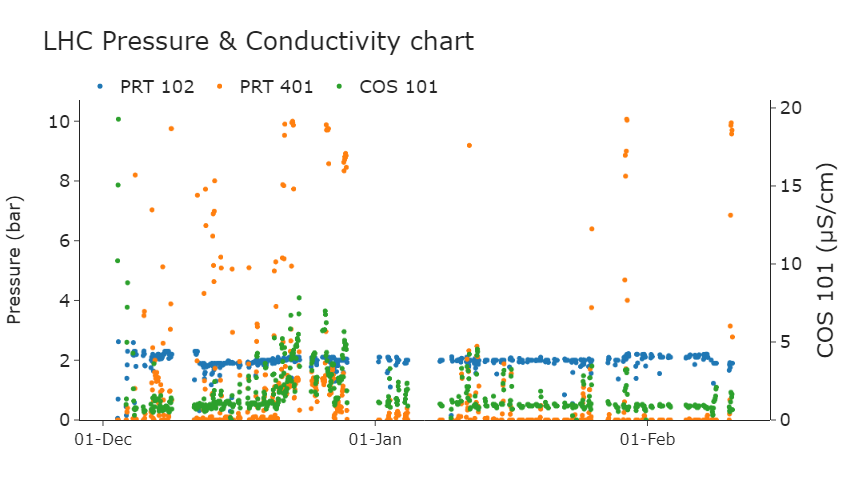 LHC Pressure & Conductivity chart
PRT 102 PRT 401 COS 101
10
8
6
4
2
0
Pressure (bar)
20
15
10
5
0
COS 101 (μS/cm)
01-Dec 01-Jan 01-Feb